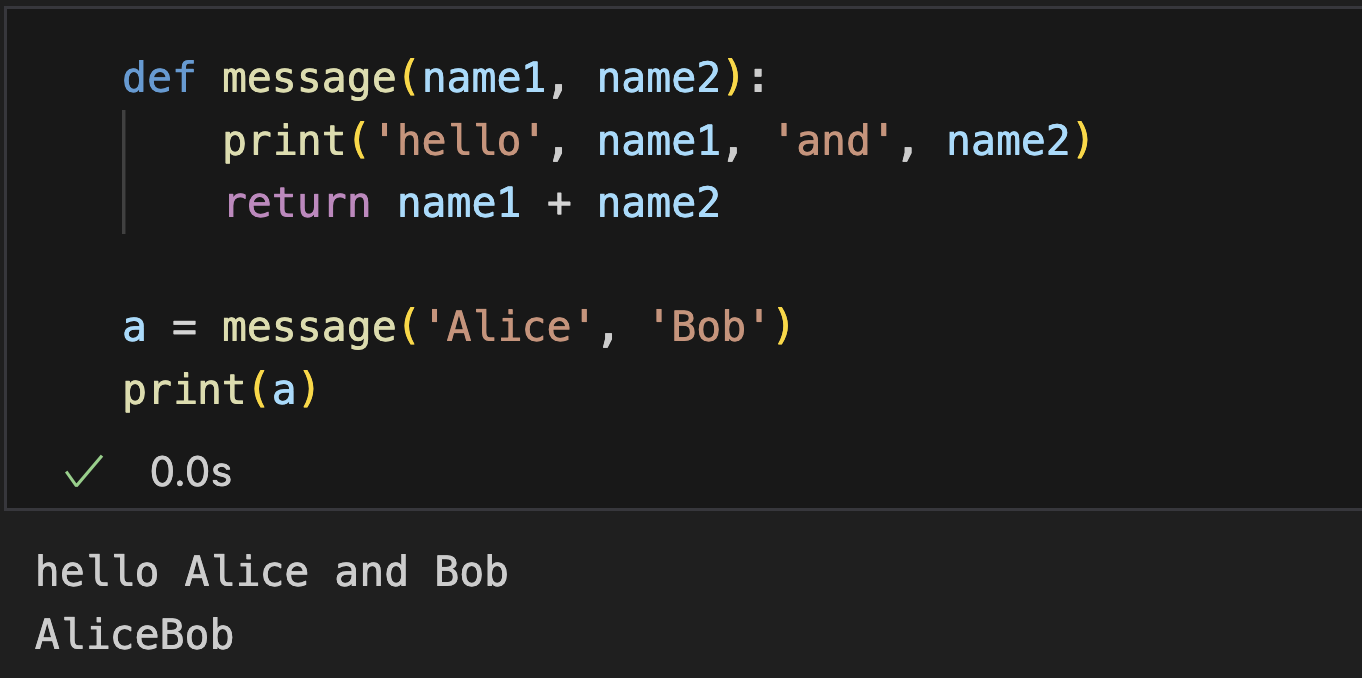 def message(name1, name2):
    print('hello', name1, 'and', name2)
    return name1 + name2
a = message('Alice', 'Bob')
print(a)
0.0s
hello Alice and Bob
AliceBob